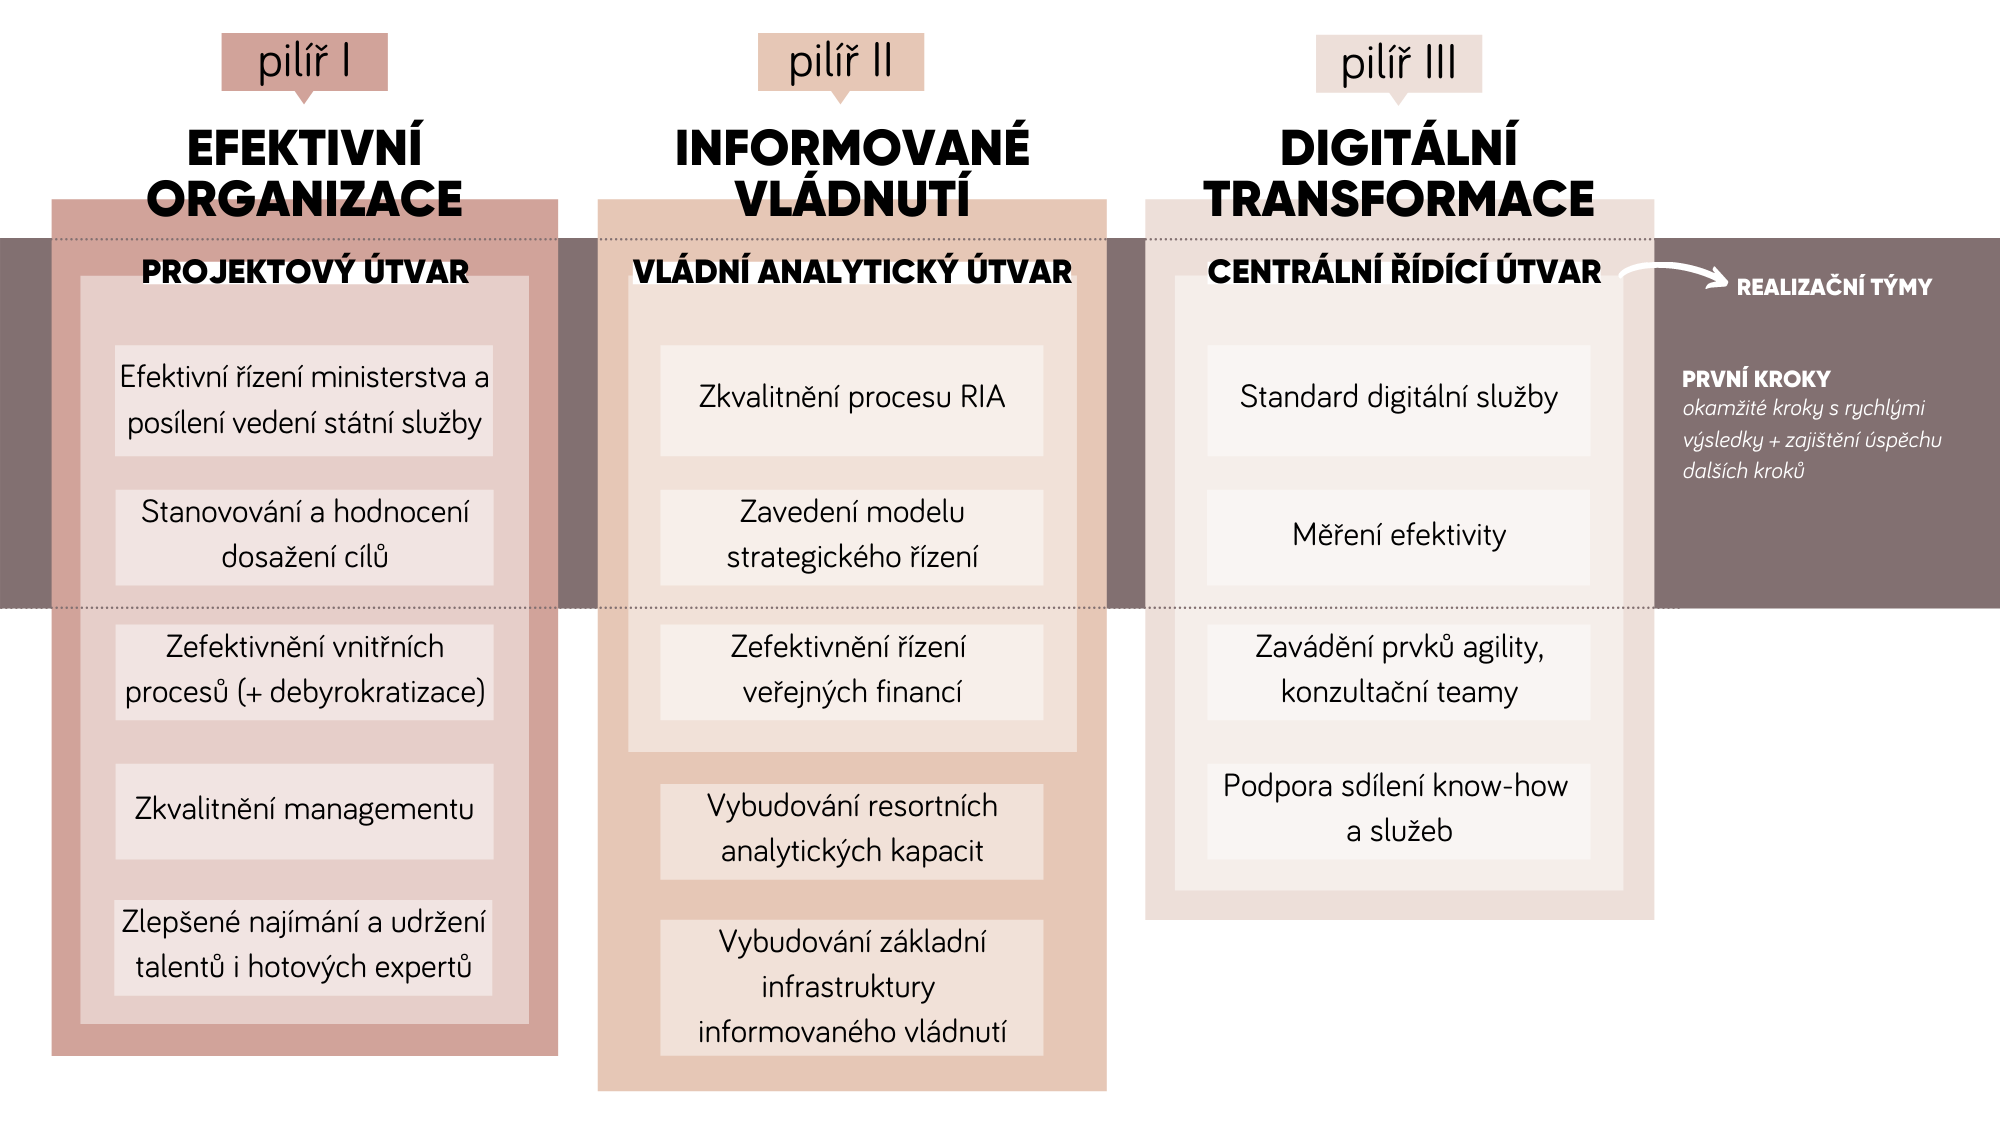 pilíř I
EFEKTIVNÍ
ORGANIZACE
PROJEKTOVÝ ÚTVAR
Efektivní řízení ministerstva a
posílení vedení státní služby
Stanovování a hodnocení
dosažení cílů
Zefektivnění vnitřních
procesů (+ debyrokratizace)
Zkvalitnění managementu
Zlepšené najímání a udržení
talentů i hotových expertů
pilíř II
INFORMOVANÉ
VLÁDNUTÍ
VLÁDNÍ ANALYTICKÝ ÚTVAR
Zkvalitnění procesu RIA
Zavedení modelu
strategického řízení
Zefektivnění řízení
veřejných financí
Vybudování resortních
analytických kapacit
Vybudování základní
infrastruktury
informovaného vládnutí
pilíř III
DIGITÁLNÍ
TRANSFORMACE
CENTRÁLNÍ ŘÍDÍCÍ ÚTVAR
Standard digitální služby
Měření efektivity
Zavádění prvků agility,
konzultační teamy
Podpora sdílení know-how
a služeb
REALIZAČNÍ TÝMY
PRVNÍ KROKY
okamžité kroky s rychlými
výsledky + zajištění úspěchu
dalších kroků